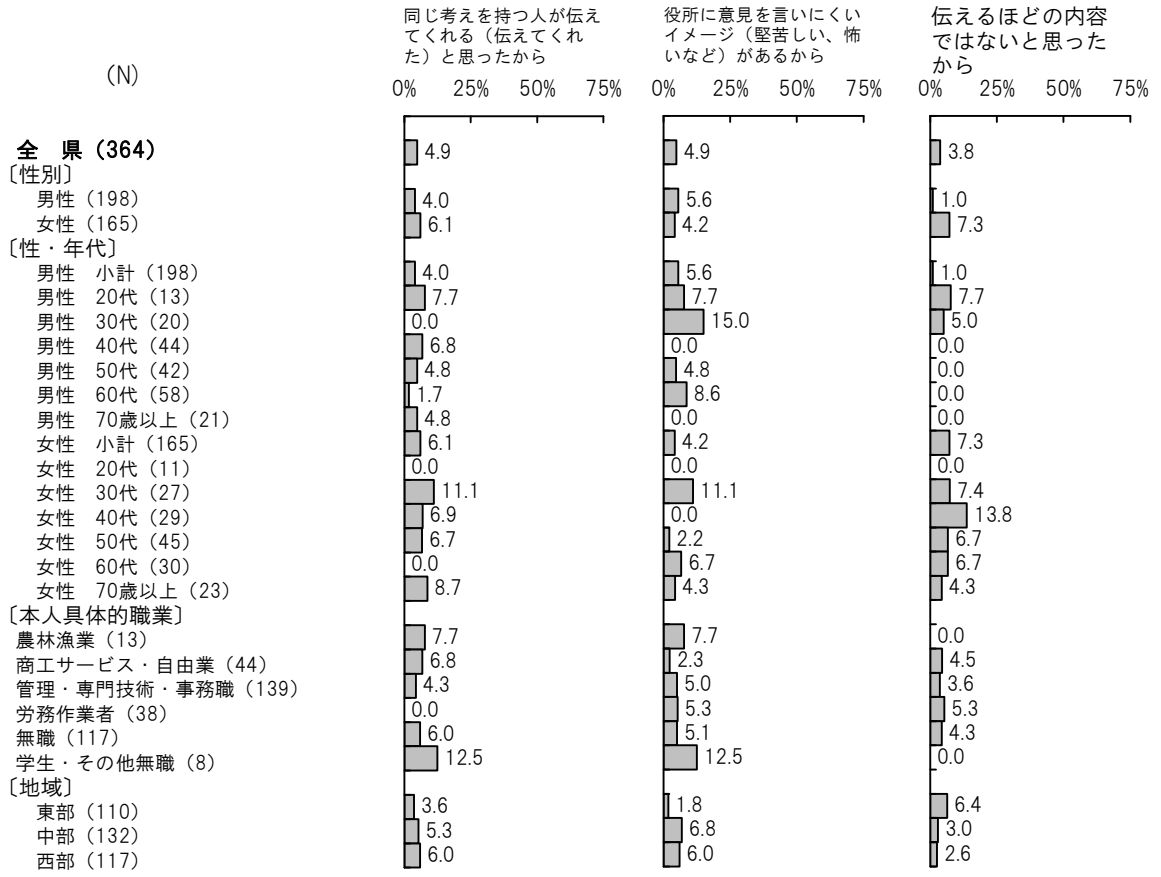 同じ考えを持つ人が伝え
てくれる（伝えてくれ
た）と思ったから
役所に意見を言いにくい
イメージ（堅苦しい、怖
いなど）があるから
伝えるほどの内容
ではないと思った
から
(N)
0% 25% 50% 75% 0% 25% 50% 75% 0% 25% 50% 75%
全　県（364） 4.9 4.9 3.8
〔性別〕
男性（198） 4.0 5.6 1.0
女性（165） 6.1 4.2 7.3
〔性・年代〕
男性　小計（198） 4.0 5.6 1.0
男性　20代（13） 7.7 7.7 7.7
男性　30代（20） 0.0 15.0 5.0
男性　40代（44） 6.8 0.0 0.0
男性　50代（42） 4.8 4.8 0.0
男性　60代（58） 1.7 8.6 0.0
男性　70歳以上（21） 4.8 0.0 0.0
女性　小計（165） 6.1 4.2 7.3
女性　20代（11） 0.0 0.0 0.0
女性　30代（27） 11.1 11.1 7.4
女性　40代（29） 6.9 0.0 13.8
女性　50代（45） 6.7 2.2 6.7
女性　60代（30） 0.0 6.7 6.7
女性　70歳以上（23） 8.7 4.3 4.3
〔本人具体的職業〕
農林漁業（13） 7.7 7.7 0.0
商工サービス・自由業（44） 6.8 2.3 4.5
管理・専門技術・事務職（139） 4.3 5.0 3.6
労務作業者（38） 0.0 5.3 5.3
無職（117） 6.0 5.1 4.3
学生・その他無職（8） 12.5 12.5 0.0
〔地域〕
東部（110） 3.6 1.8 6.4
中部（132） 5.3 6.8 3.0
西部（117） 6.0 6.0 2.6